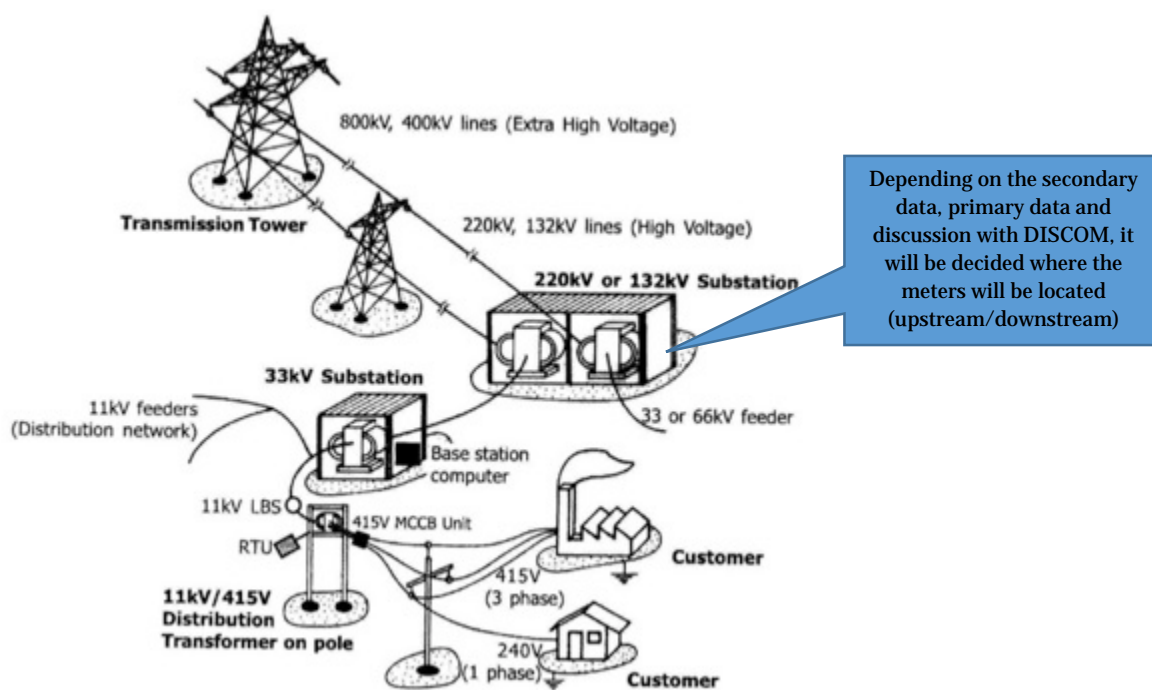 800kV, 400kV lines (Extra High Voltage)
Transmission Tower
220kV, 132kV lines (High Voltage)
220kV or 132kV Substation
Depending on the secondary
data, primary data and
discussion with DISCOM, it
will be decided where the
meters will be located
(upstream/downstream)
33kV Substation
11kV feeders
(Distribution network)
33 or 66kV feeder
Base station
computer
11kV LBS
415V MCCB Unit
RTU
Customer
415V
(3 phase)
11kV/415V
Distribution
Transformer on pole
240V
(1 phase)
Customer